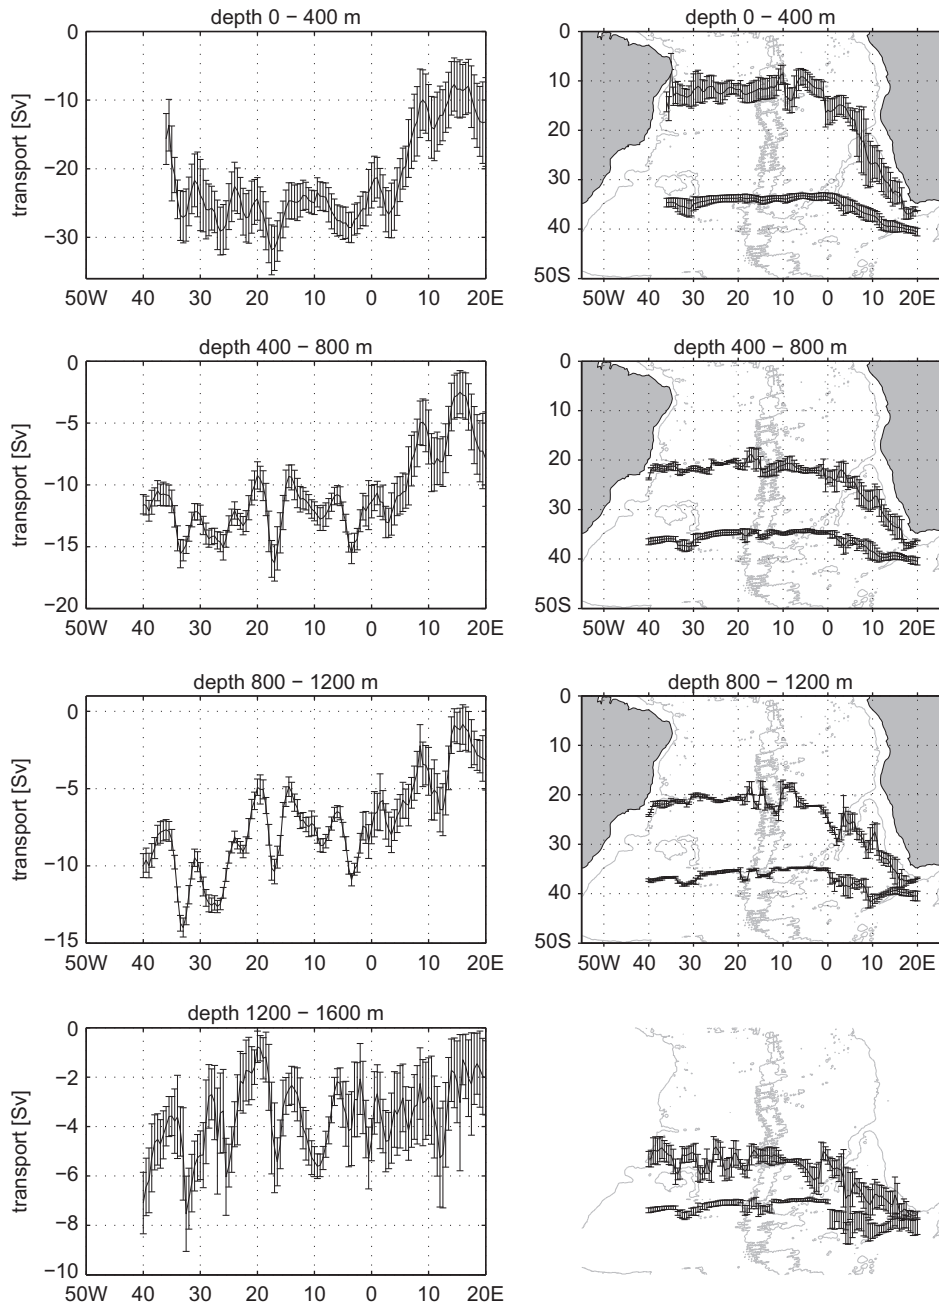 depth 0 − 400 m
0
−10
−20
−30
transport [Sv]
50W 40 30 20 10 0 10 20E
depth 0 − 400 m
0
10
20
30
40
50S
50W 40 30 20 10 0 10 20E
depth 400 − 800 m
0
−5
−10
−15
−20
transport [Sv]
50W 40 30 20 10 0 10 20E
depth 400 − 800 m
0
10
20
30
40
50S
50W 40 30 20 10 0 10 20E
depth 800 − 1200 m
0
−5
−10
−15
transport [Sv]
50W 40 30 20 10 0 10 20E
depth 800 − 1200 m
0
10
20
30
40
50S
50W 40 30 20 10 0 10 20E
depth 1200 − 1600 m
0
−2
−4
−6
−8
−10
transport [Sv]
50W 40 30 20 10 0 10 20E